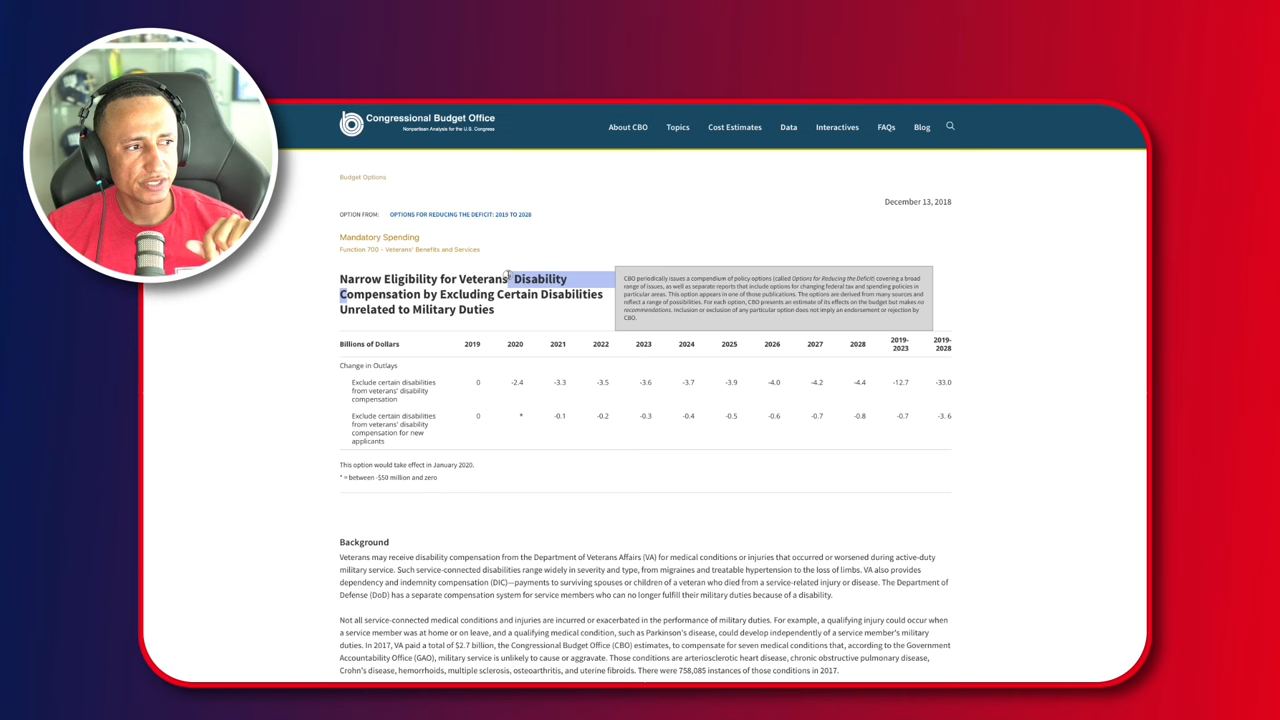 Congressional Budget Office
Nonpartisan Analysis for the U.S. Congress
About CBO Topics Cost Estimates Data Interactives FAQs Blog
Budget Options
December 13, 2018
OPTION FROM: OPTIONS FOR REDUCING THE DEFICIT: 2019 TO 2028
Mandatory Spending
Function 700 - Veterans' Benefits and Services
Narrow Eligibility for Veterans' Disability
Compensation by Excluding Certain Disabilities
Unrelated to Military Duties
CBO periodically issues a compendium of policy options (called Options for Reducing the Deficit) covering a broad
range of issues, as well as separate reports that include options for changing federal tax and spending policies in
particular areas. This option appears in one of those publications. The options are derived from many sources and
reflect a range of possibilities. For each option, CBO presents an estimate of its effects on the budget but makes no
recommendations. Inclusion or exclusion of any particular option does not imply an endorsement or rejection by
CBO.
Billions of Dollars 2019 2020 2021 2022 2023 2024 2025 2026 2027 2028 2019-2023 2019-2028
Change in Outlays
Exclude certain disabilities 0 -2.4 -3.3 -3.5 -3.6 -3.7 -3.9 -4.0 -4.2 -4.4 -12.7 -33.0
from veterans' disability
compensation
Exclude certain disabilities 0 * -0.1 -0.2 -0.3 -0.4 -0.5 -0.6 -0.7 -0.8 -0.7 -3. 6
from veterans' disability
compensation for new
applicants
This option would take effect in January 2020.
* = between -$50 million and zero
Background
Veterans may receive disability compensation from the Department of Veterans Affairs (VA) for medical conditions or injuries that occurred or worsened during active-duty
military service. Such service-connected disabilities range widely in severity and type, from migraines and treatable hypertension to the loss of limbs. VA also provides
dependency and indemnity compensation (DIC)—payments to surviving spouses or children of a veteran who died from a service-related injury or disease. The Department of
Defense (DoD) has a separate compensation system for service members who can no longer fulfill their military duties because of a disability.
Not all service-connected medical conditions and injuries are incurred or exacerbated in the performance of military duties. For example, a qualifying injury could occur when
a service member was at home or on leave, and a qualifying medical condition, such as Parkinson's disease, could develop independently of a service member's military
duties. In 2017, VA paid a total of $2.7 billion, the Congressional Budget Office (CBO) estimates, to compensate for seven medical conditions that, according to the Government
Accountability Office (GAO), military service is unlikely to cause or aggravate. Those conditions are arteriosclerotic heart disease, chronic obstructive pulmonary disease,
Crohn's disease, hemorrhoids, multiple sclerosis, osteoarthritis, and uterine fibroids. There were 758,085 instances of those conditions in 2017.